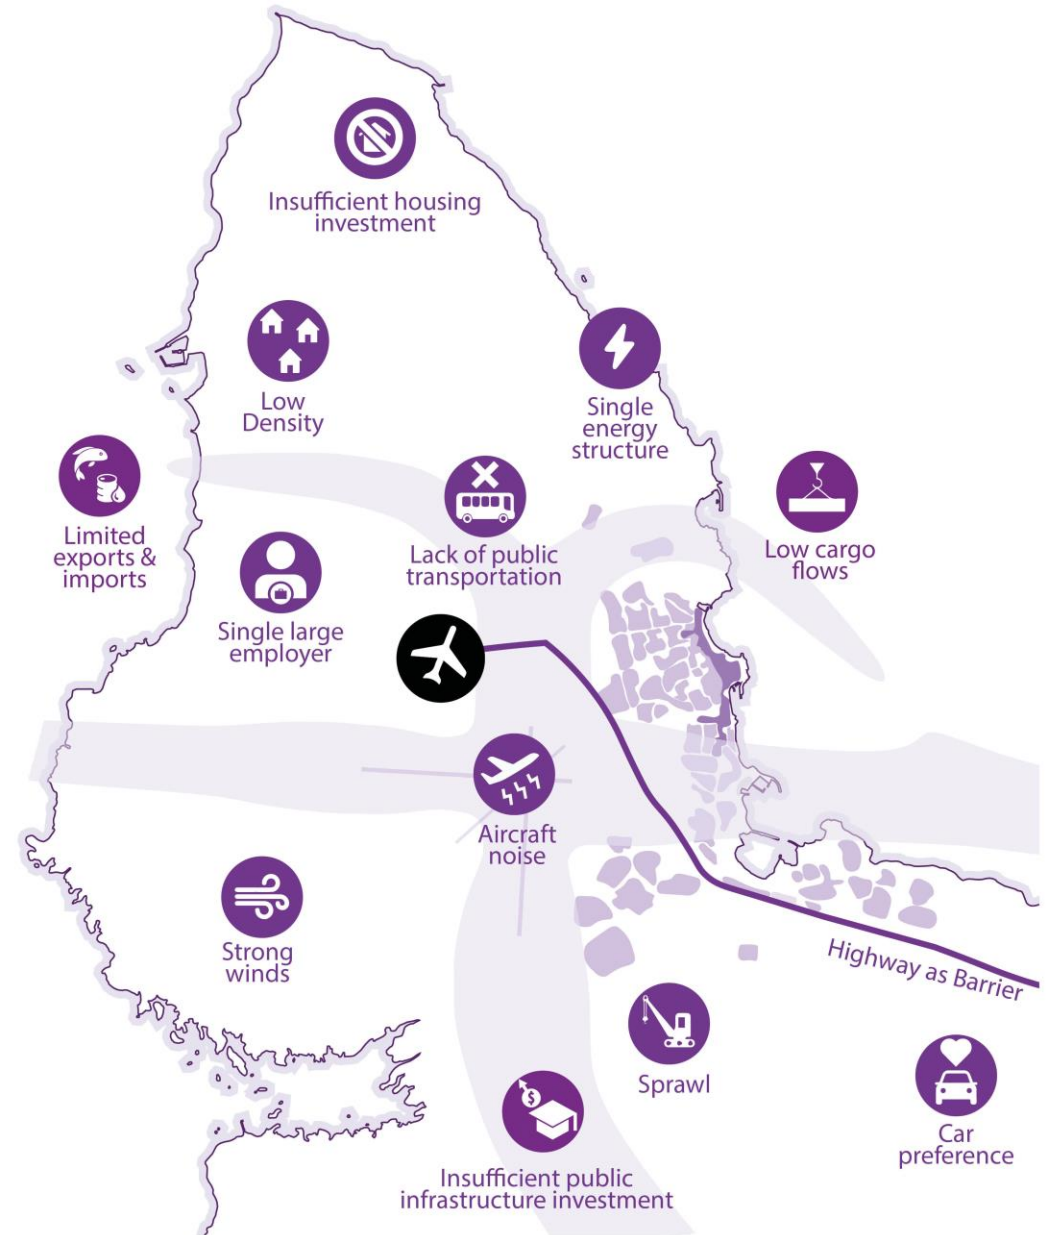 Insufficient housing
investment
Low
Density
Single
energy
structure
Limited
exports &
imports
Lack of public
transportation
Low cargo
flows
Single large
employer
Aircraft
noise
Strong
winds
Highway as Barrier
Sprawl
$
Car
preference
Insufficient public
infrastructure investment